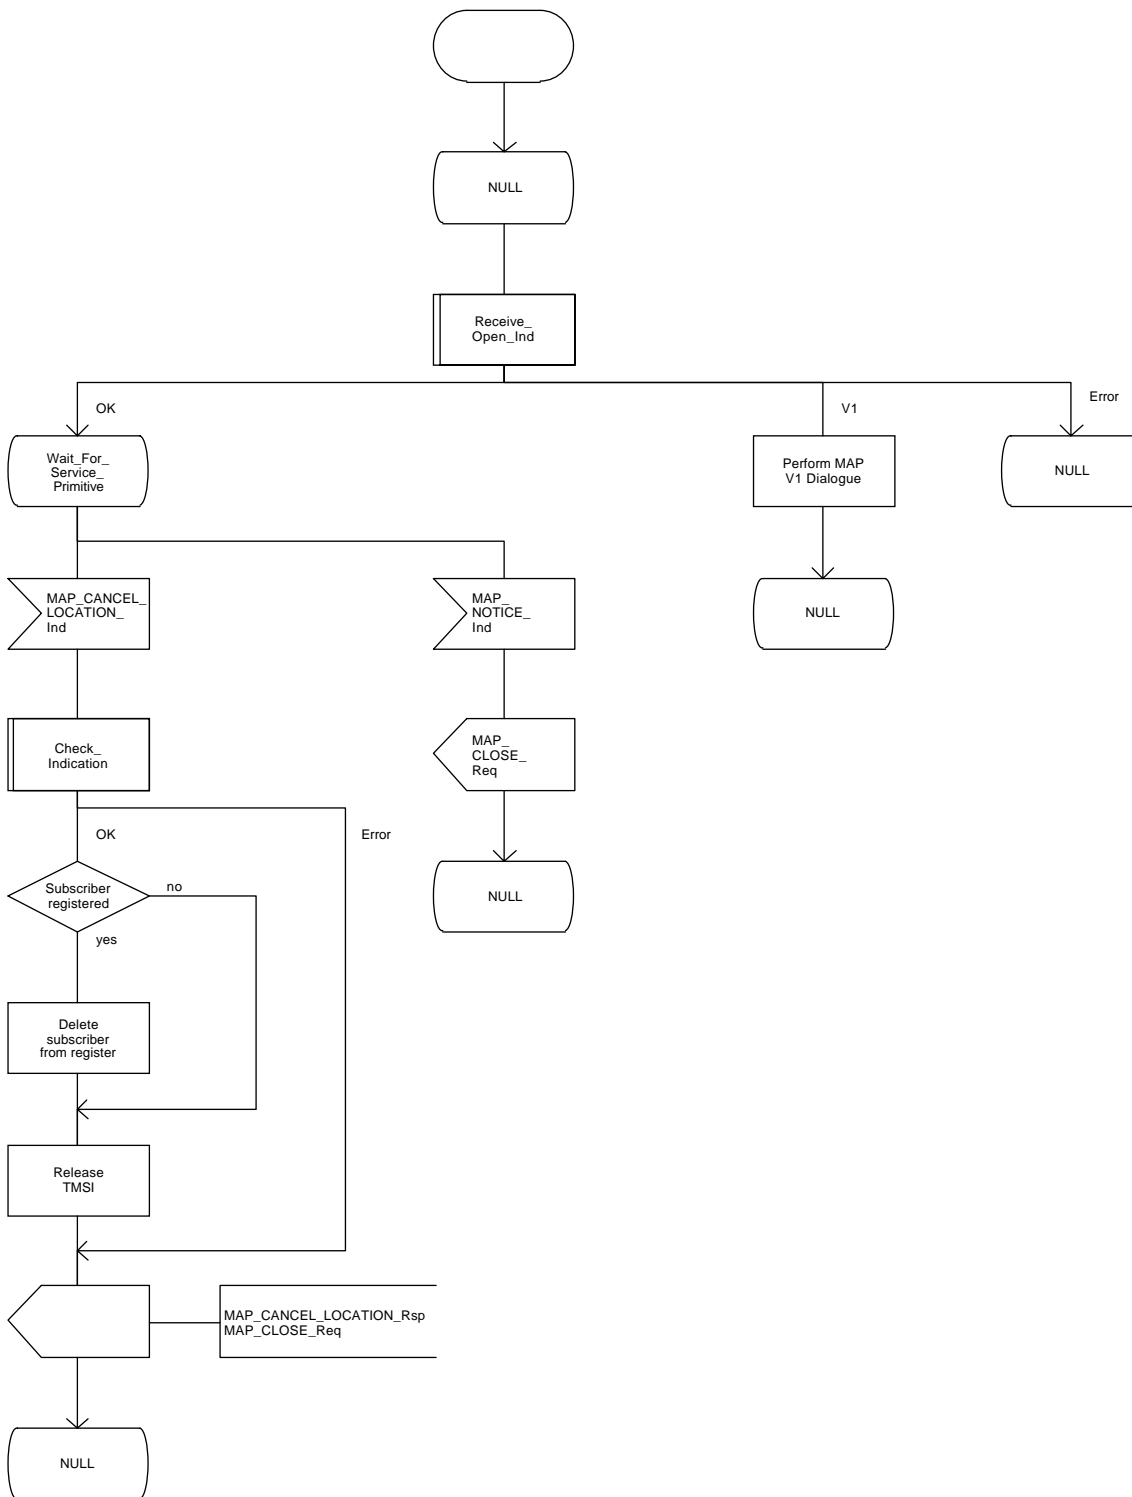 NULL
Receive_
Open_Ind
OK
V1
Error
Wait_For_
Service_
Primitive
Perform MAP
V1 Dialogue
NULL
MAP_CANCEL_
LOCATION_
Ind
MAP_
NOTICE_
Ind
NULL
Check_
Indication
MAP_
CLOSE_
Req
OK
Error
Subscriber
registered
no
yes
NULL
Delete
subscriber
from register
Release
TMSI
MAP_CANCEL_LOCATION_Rsp
MAP_CLOSE_Req
NULL